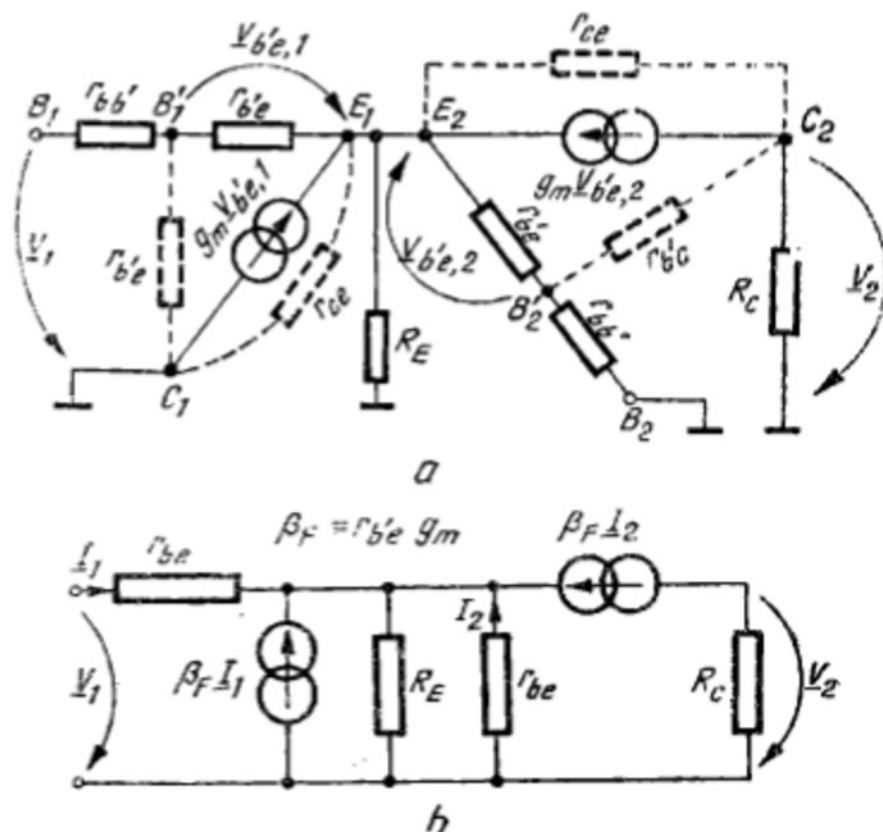 r_ce
V_b'e,1
B_1 r_bb' B'_1 r_b'e E_1 E_2 C_2
g_m V_b'e,1
g_m V_b'e,2
V_1
r_b'e
r_ce
V_b'e,2
r_b'e
r_b'c
B'_2
r_bb'
R_E
R_C
V_2
C_1
B_2
a
β_F = r_b'e g_m
β_F I_2
I_1
r_be
I_2
V_1
β_F I_1
R_E
r_be
R_C
V_2
b